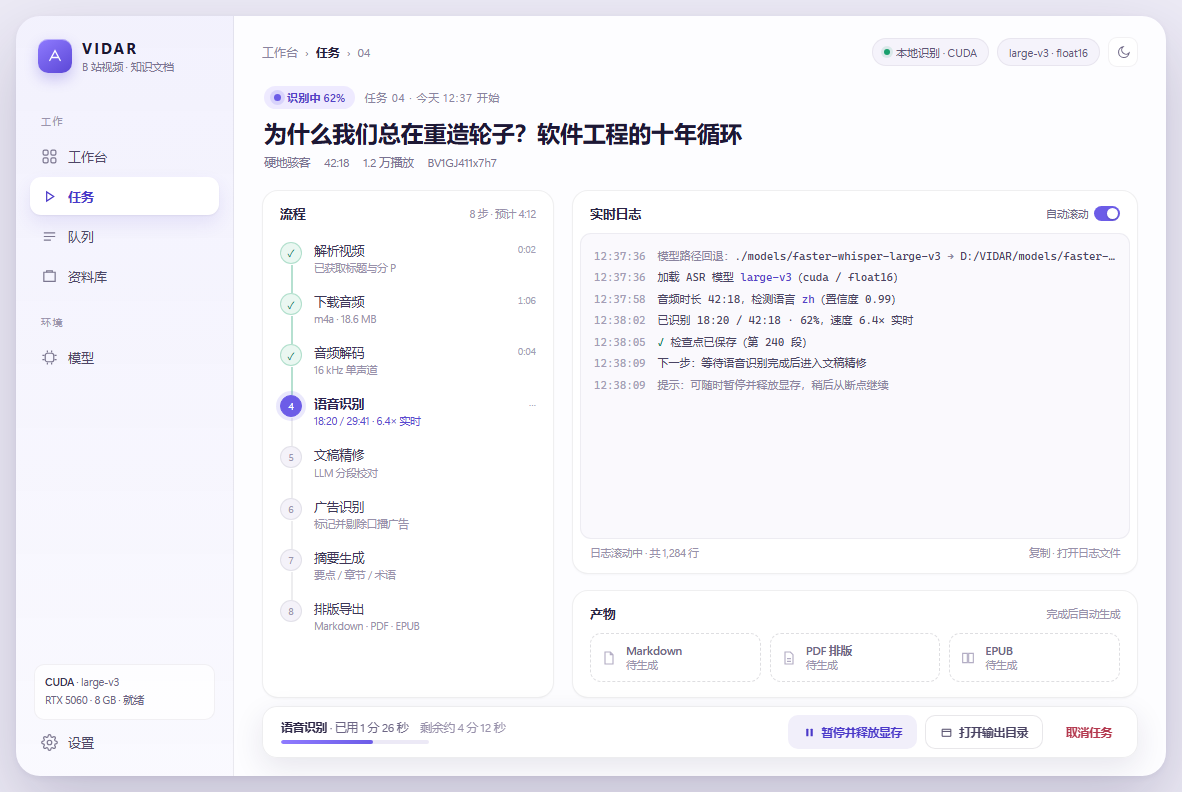 VIDAR
B 站视频 · 知识文档
工作
工作台
任务
队列
资料库
环境
模型
CUDA · large-v3
RTX 5060 · 8 GB · 就绪
设置
工作台 › 任务 › 04
本地识别 · CUDA
large-v3 · float16
识别中 62%
任务 04 · 今天 12:37 开始
为什么我们总在重造轮子？软件工程的十年循环
硬地骇客 42:18 1.2 万播放 BV1GJ411x7h7
流程
8 步 · 预计 4:12
✓ 解析视频 0:02
已获取标题与分 P
✓ 下载音频 1:06
m4a · 18.6 MB
✓ 音频解码 0:04
16 kHz 单声道
4 语音识别 ···
18:20 / 29:41 · 6.4× 实时
5 文稿精修
LLM 分段校对
6 广告识别
标记并剔除口播广告
7 摘要生成
要点 / 章节 / 术语
8 排版导出
Markdown · PDF · EPUB
实时日志
自动滚动
12:37:36 模型路径回退：./models/faster-whisper-large-v3 → D:/VIDAR/models/faster-…
12:37:36 加载 ASR 模型 large-v3 (cuda / float16)
12:37:58 音频时长 42:18，检测语言 zh (置信度 0.99)
12:38:02 已识别 18:20 / 42:18 · 62%，速度 6.4× 实时
12:38:05 ✓ 检查点已保存 (第 240 段)
12:38:09 下一步：等待语音识别完成后进入文稿精修
12:38:09 提示：可随时暂停并释放显存，稍后从断点继续
日志滚动中 · 共 1,284 行
复制 · 打开日志文件
产物
完成后自动生成
Markdown
待生成
PDF 排版
待生成
EPUB
待生成
语音识别 · 已用 1 分 26 秒 剩余约 4 分 12 秒
暂停并释放显存
打开输出目录
取消任务